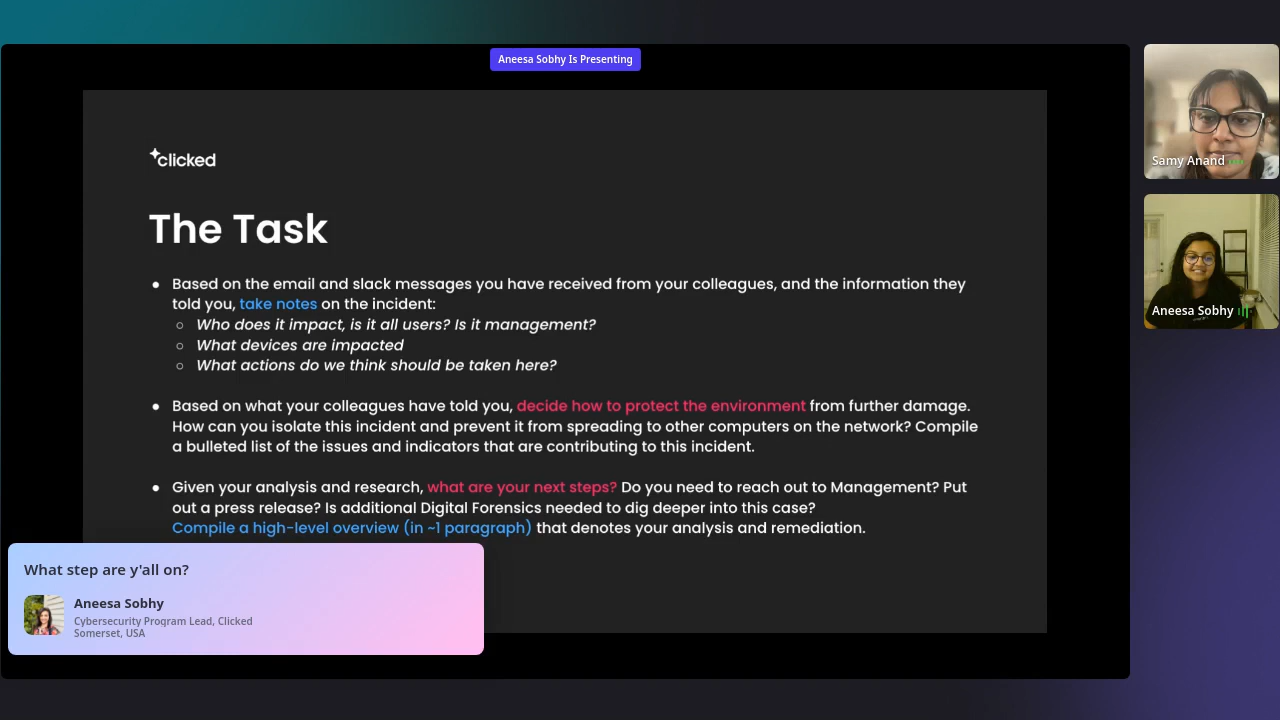 Aneesa Sobhy Is Presenting
clicked
The Task
● Based on the email and slack messages you have received from your colleagues, and the information they
told you, take notes on the incident:
○ Who does it impact, is it all users? Is it management?
○ What devices are impacted
○ What actions do we think should be taken here?
● Based on what your colleagues have told you, decide how to protect the environment from further damage.
How can you isolate this incident and prevent it from spreading to other computers on the network? Compile
a bulleted list of the issues and indicators that are contributing to this incident.
● Given your analysis and research, what are your next steps? Do you need to reach out to Management? Put
out a press release? Is additional Digital Forensics needed to dig deeper into this case?
Compile a high-level overview (in ~1 paragraph) that denotes your analysis and remediation.
What step are y'all on?
Aneesa Sobhy
Cybersecurity Program Lead, Clicked
Somerset, USA
Samy Anand
Aneesa Sobhy